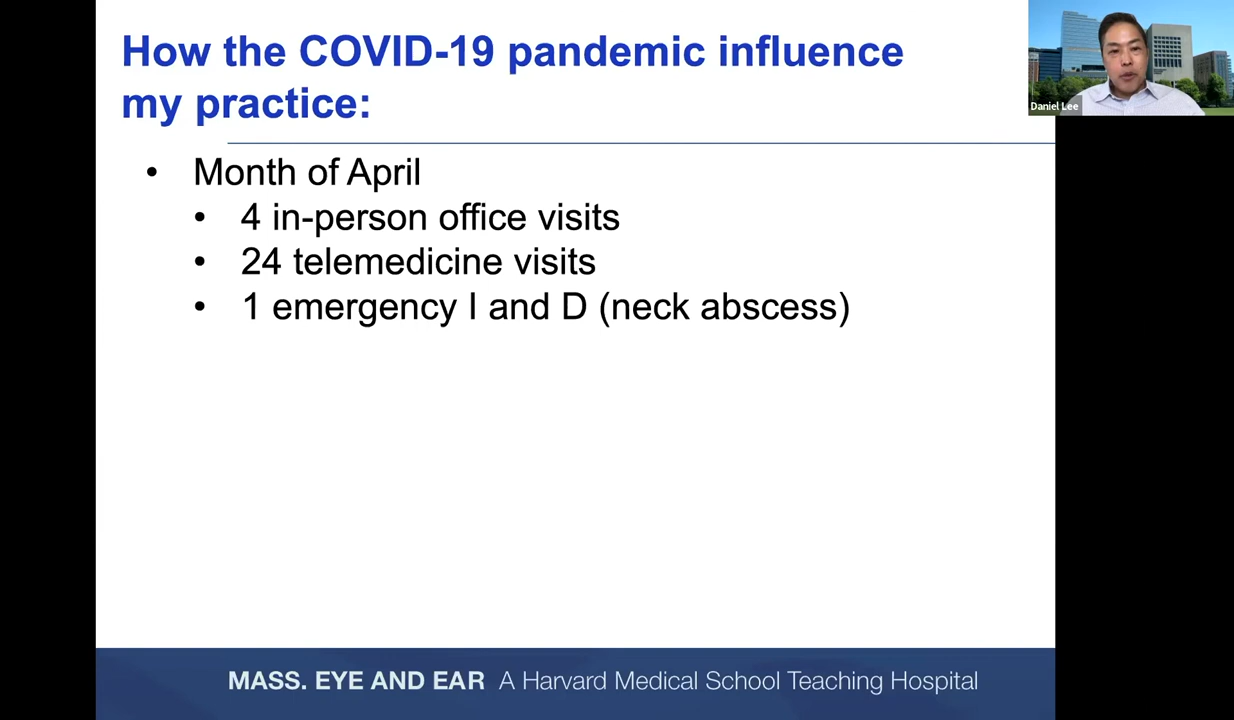 How the COVID-19 pandemic influence
my practice:
Daniel Lee
• Month of April
• 4 in-person office visits
• 24 telemedicine visits
• 1 emergency I and D (neck abscess)
MASS. EYE AND EAR A Harvard Medical School Teaching Hospital